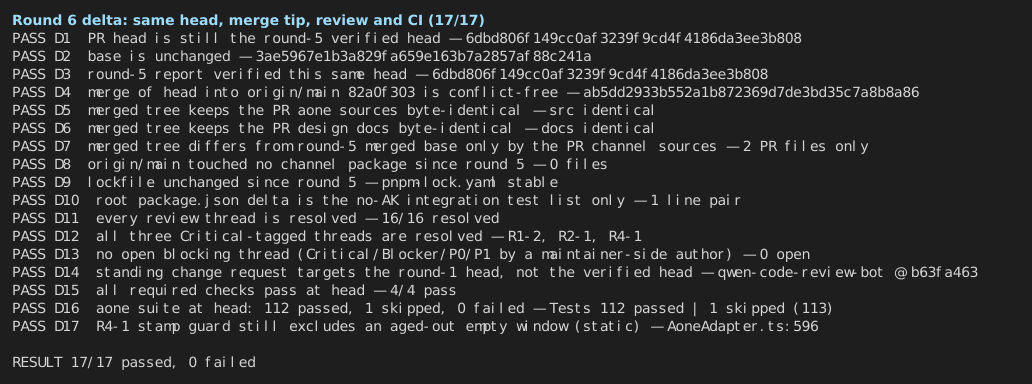 Round 6 delta: same head, merge tip, review and CI (17/17)
PASS D1 PR head is still the round-5 verified head — 6dbd806f149cc0af3239f9cd4f4186da3ee3b808
PASS D2 base is unchanged — 3ae5967e1b3a829fa659e163b7a2857af88c241a
PASS D3 round-5 report verified this same head — 6dbd806f149cc0af3239f9cd4f4186da3ee3b808
PASS D4 merge of head into origin/main 82a0f303 is conflict-free — ab5dd2933b552a1b872369d7de3bd35c7a8b8a86
PASS D5 merged tree keeps the PR aone sources byte-identical — src identical
PASS D6 merged tree keeps the PR design docs byte-identical — docs identical
PASS D7 merged tree differs from round-5 merged base only by the PR channel sources — 2 PR files only
PASS D8 origin/main touched no channel package since round 5 — 0 files
PASS D9 lockfile unchanged since round 5 — pnpm-lock.yaml stable
PASS D10 root package.json delta is the no-AK integration test list only — 1 line pair
PASS D11 every review thread is resolved — 16/16 resolved
PASS D12 all three Critical-tagged threads are resolved — R1-2, R2-1, R4-1
PASS D13 no open blocking thread (Critical/Blocker/P0/P1 by a maintainer-side author) — 0 open
PASS D14 standing change request targets the round-1 head, not the verified head — qwen-code-review-bot @ b63fa463
PASS D15 all required checks pass at head — 4/4 pass
PASS D16 aone suite at head: 112 passed, 1 skipped, 0 failed — Tests 112 passed | 1 skipped (113)
PASS D17 R4-1 stamp guard still excludes an aged-out empty window (static) — AoneAdapter.ts:596
RESULT 17/17 passed, 0 failed